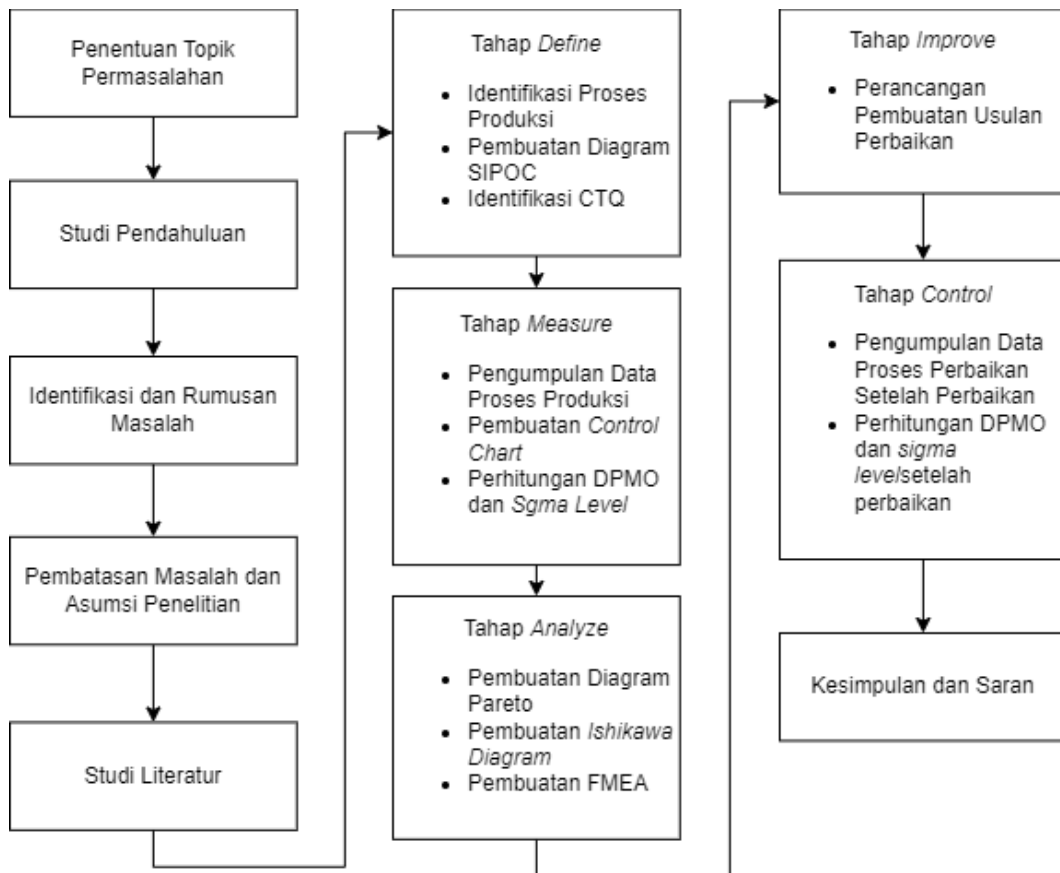 Penentuan Topik
Permasalahan
Studi Pendahuluan
Identifikasi dan Rumusan
Masalah
Pembatasan Masalah dan
Asumsi Penelitian
Studi Literatur
Tahap Define
• Identifikasi Proses
Produksi
• Pembuatan Diagram
SIPOC
• Identifikasi CTQ
Tahap Measure
• Pengumpulan Data
Proses Produksi
• Pembuatan Control
Chart
• Perhitungan DPMO
dan Sgma Level
Tahap Analyze
• Pembuatan Diagram
Pareto
• Pembuatan Ishikawa
Diagram
• Pembuatan FMEA
Tahap Improve
• Perancangan
Pembuatan Usulan
Perbaikan
Tahap Control
• Pengumpulan Data
Proses Perbaikan
Setelah Perbaikan
• Perhitungan DPMO
dan sigma
levelsetelah
perbaikan
Kesimpulan dan Saran